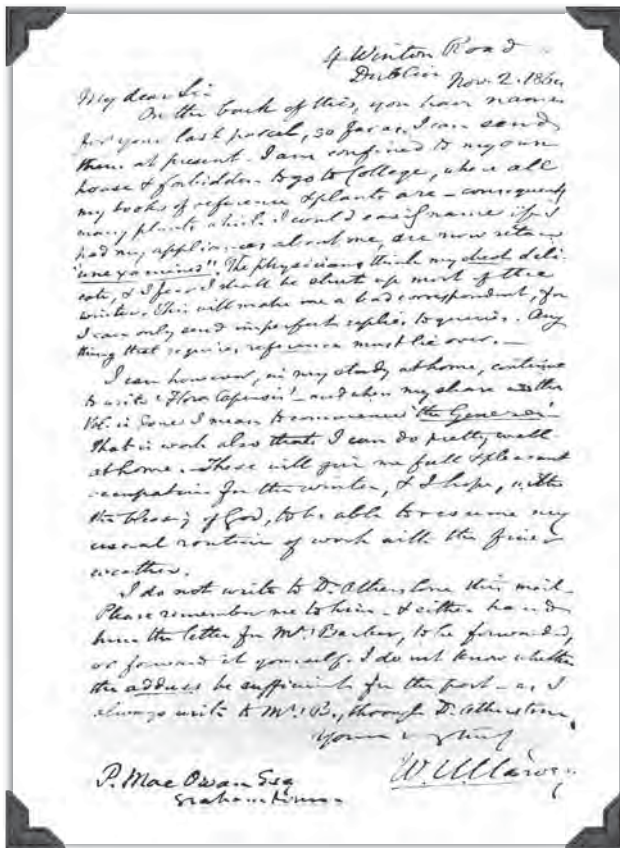 4 Winton Road
Dublin Nov. 2. 1864
My dear Sir
On the back of this, you have names
for your last parcel, so far as I can send
them at present. I am confined to my own
house & forbidden to go to College, where all
my books of reference & plants are – consequently
many plants which I could easily name if I
had my appliances about me, are now
"unexamined". The physicians think my chest deli-
cate, & I fear I shall be shut up most of the
winter. This will make me a bad correspondent, for
I can only send imperfect replies to queries. Any
thing that requires reference must lie over. —
I can however, in my study at home, continue
to write 'Flora Capensis' – and when my share
Vol. is done I mean to commence 'the Genera'.
That is work also that I can do pretty well
at home. – These will give me full & pleasant
occupation for the winter, & I hope, with
the blessing of God, to be able to resume my
usual routine of work with the finer
weather.
I do not write to Dr. Atherstone this mail.
Please remember me to him – & either hand
him the letter for Mrs. Barber, to be forwarded,
or forward it yourself. I do not know whether
the address be sufficient for the post – as I
always write to Mrs. B., through Dr. Atherstone.
Yours
W. H. Harvey
P. Mac Owan Esq
Grahamstown